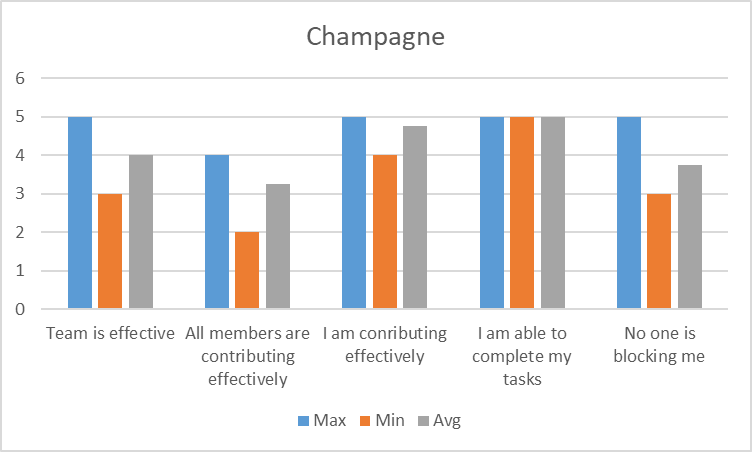 Champagne
6
5
4
3
2
1
0
Team is effective
All members are
contributing
effectively
I am conributing
effectively
I am able to
complete my
tasks
No one is
blocking me
Max Min Avg